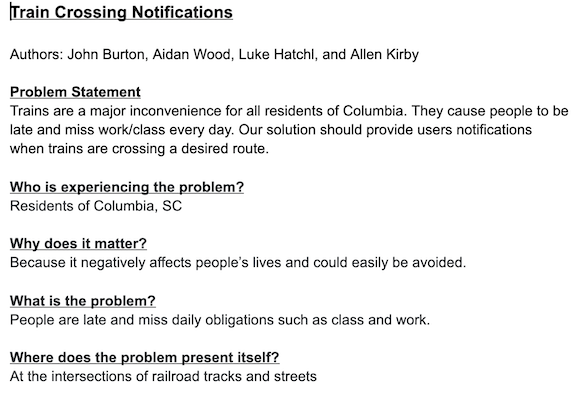 Train Crossing Notifications
Authors: John Burton, Aidan Wood, Luke Hatchl, and Allen Kirby
Problem Statement
Trains are a major inconvenience for all residents of Columbia. They cause people to be
late and miss work/class every day. Our solution should provide users notifications
when trains are crossing a desired route.
Who is experiencing the problem?
Residents of Columbia, SC
Why does it matter?
Because it negatively affects people's lives and could easily be avoided.
What is the problem?
People are late and miss daily obligations such as class and work.
Where does the problem present itself?
At the intersections of railroad tracks and streets